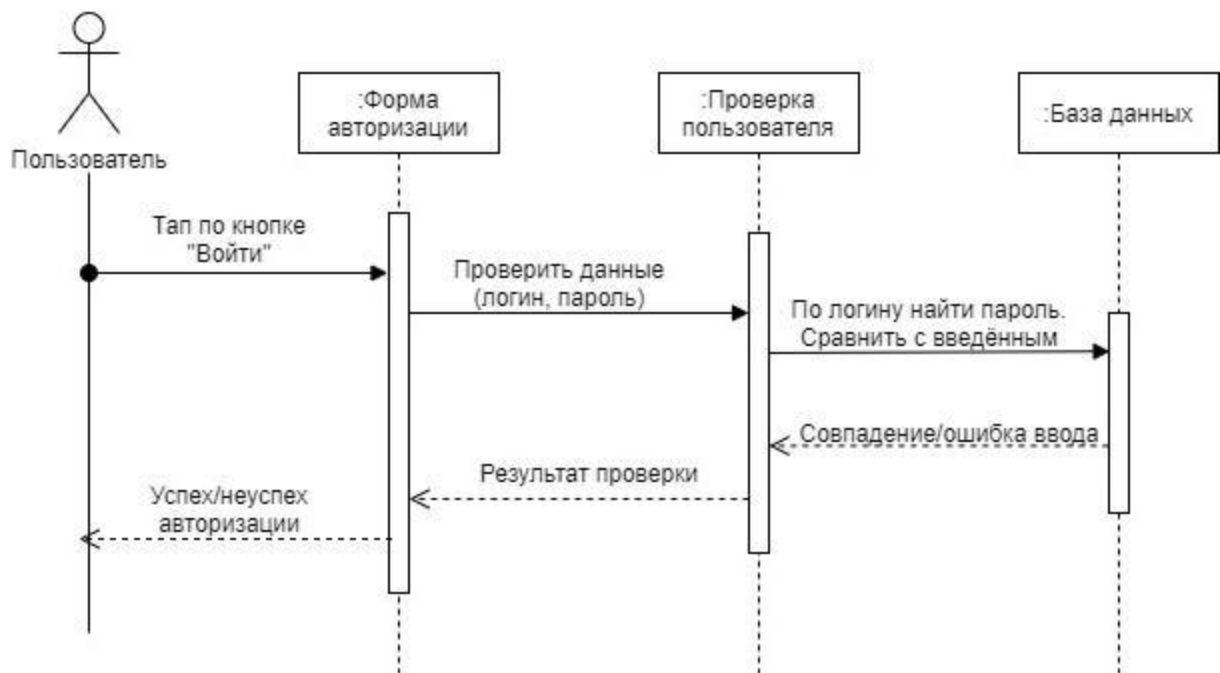 :Форма
авторизации
:Проверка
пользователя
:База данных
Пользователь
Тап по кнопке
"Войти"
Проверить данные
(логин, пароль)
По логину найти пароль.
Сравнить с введённым
Совпадение/ошибка ввода
Результат проверки
Успех/неуспех
авторизации